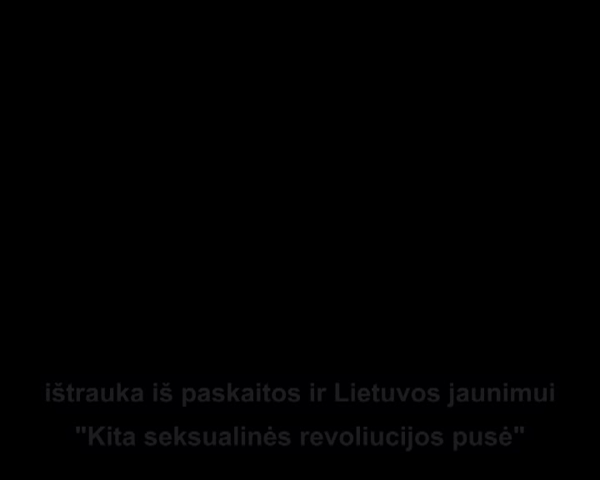 ištrauka iš paskaitos ir Lietuvos jaunimui
"Kita seksualinės revoliucijos pusė"